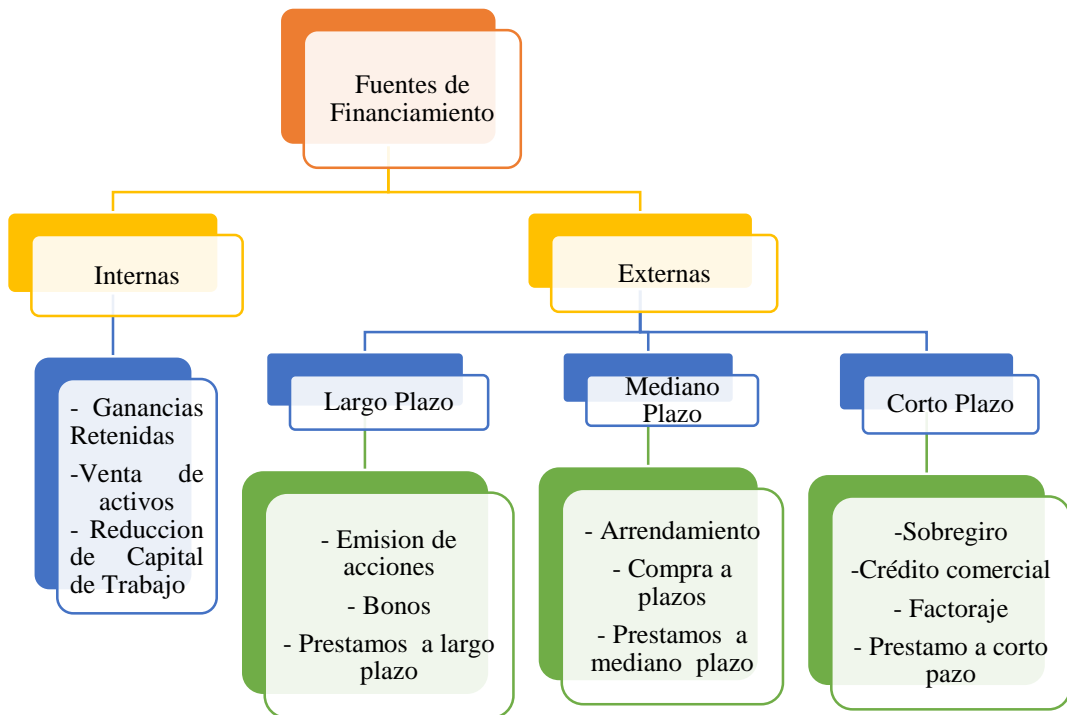 Fuentes de
Financiamiento
Internas
Externas
- Ganancias
Retenidas
-Venta de
activos
- Reduccion
de Capital
de Trabajo
Largo Plazo
Mediano
Plazo
Corto Plazo
- Emision de
acciones
- Bonos
- Prestamos a largo
plazo
- Arrendamiento
- Compra a
plazos
- Prestamos a
mediano plazo
-Sobregiro
-Crédito comercial
- Factoraje
- Prestamo a corto
pazo